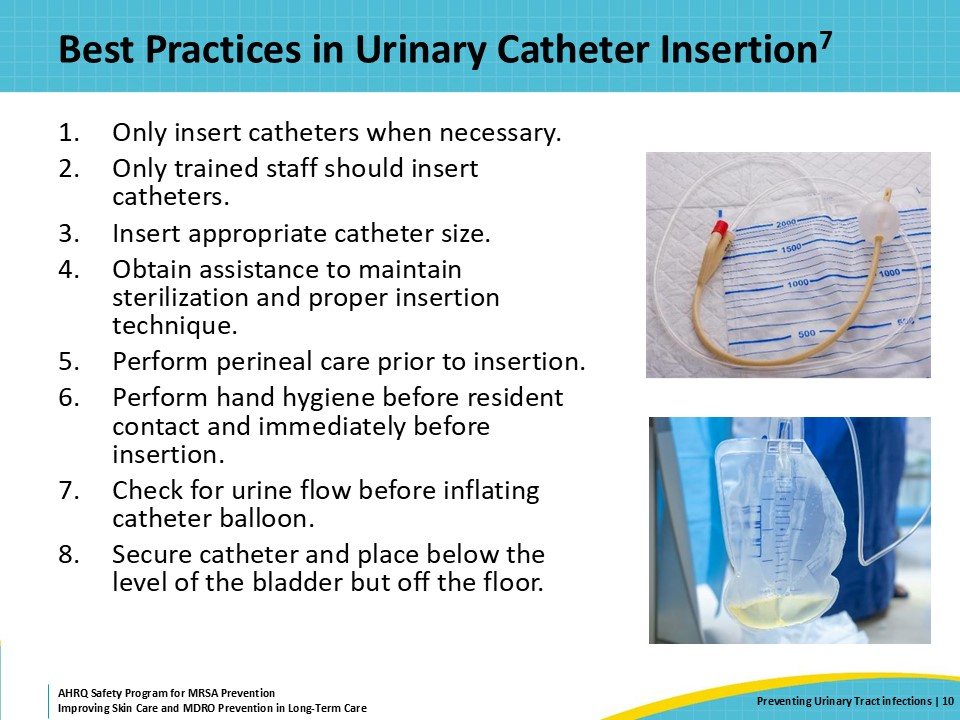 Best Practices in Urinary Catheter Insertion7
1. Only insert catheters when necessary.
2. Only trained staff should insert
catheters.
3. Insert appropriate catheter size.
4. Obtain assistance to maintain
sterilization and proper insertion
technique.
5. Perform perineal care prior to insertion.
6. Perform hand hygiene before resident
contact and immediately before
insertion.
7. Check for urine flow before inflating
catheter balloon.
8. Secure catheter and place below the
level of the bladder but off the floor.
2000
1500
1000 1000
500
AHRQ Safety Program for MRSA Prevention
Improving Skin Care and MDRO Prevention in Long-Term Care
Preventing Urinary Tract infections | 10